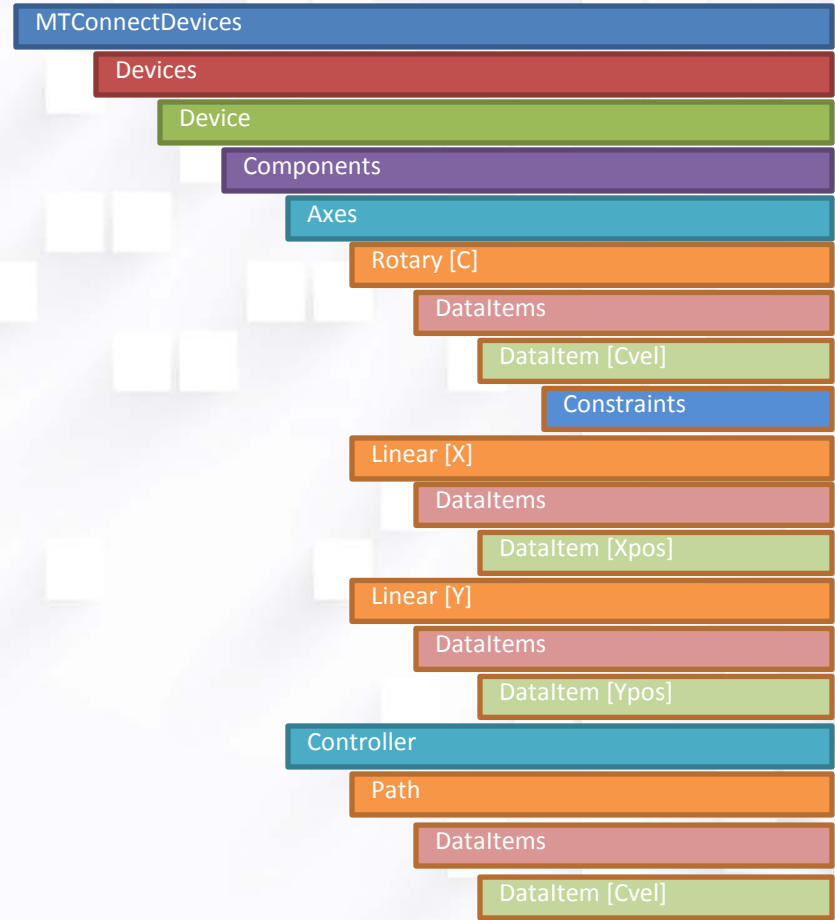 MTConnectDevices
Devices
Device
Components
Axes
Rotary [C]
DataItems
DataItem [Cvel]
Constraints
Linear [X]
DataItems
DataItem [Xpos]
Linear [Y]
DataItems
DataItem [Ypos]
Controller
Path
DataItems
DataItem [Cvel]